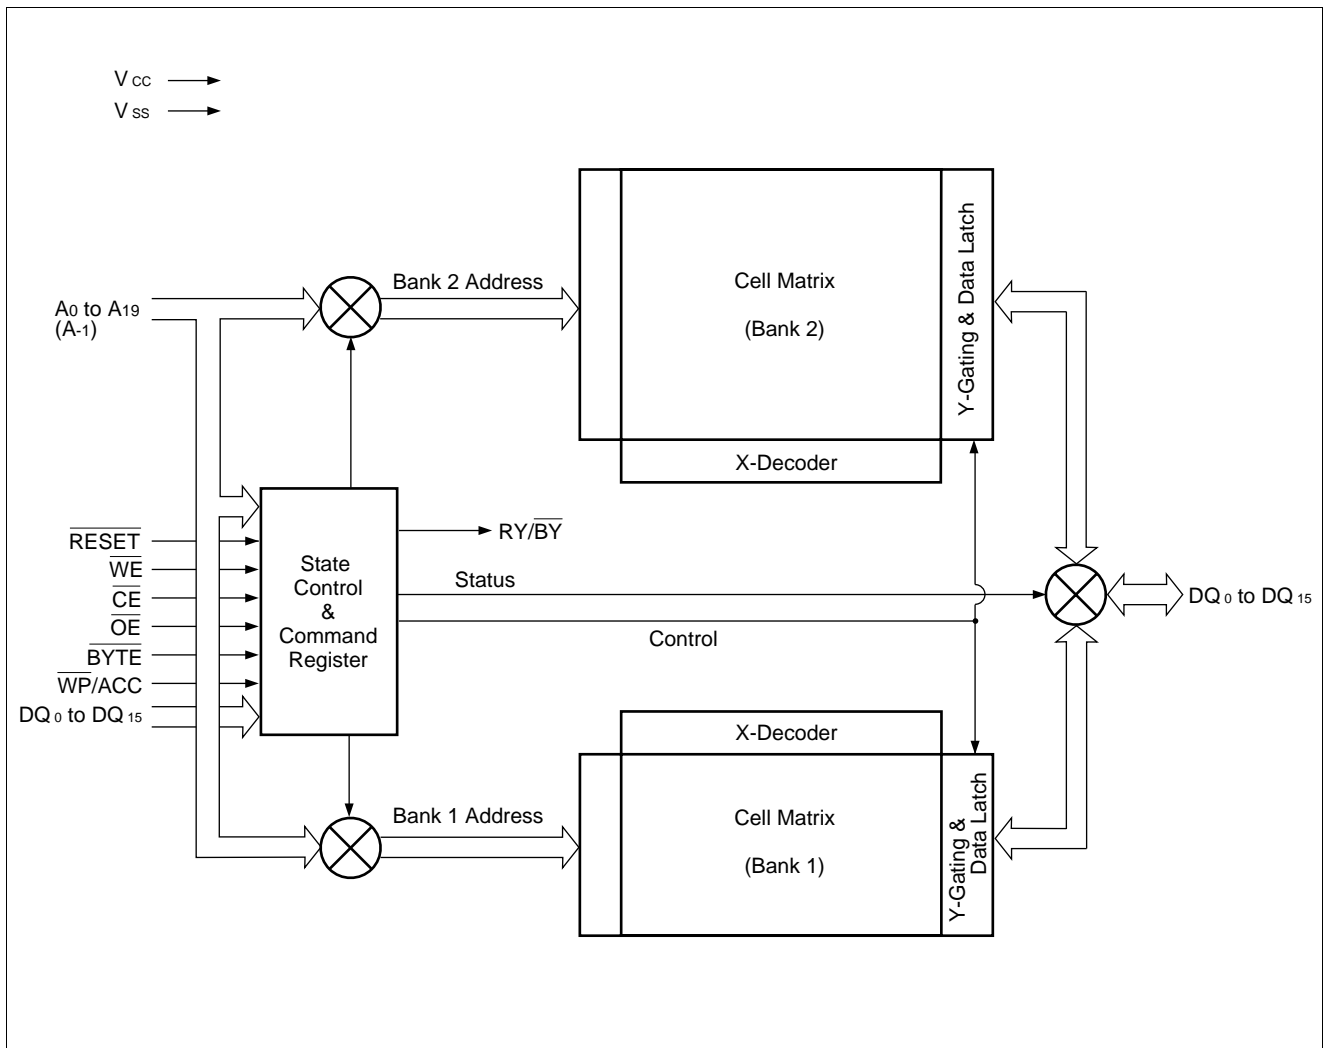 V CC
V SS
Bank 2 Address
A0 to A19
(A-1)
Cell Matrix
(Bank 2)
Y-Gating & Data Latch
X-Decoder
RESET
WE
CE
OE
BYTE
WP/ACC
DQ 0 to DQ 15
State
Control
&
Command
Register
RY/BY
Status
Control
DQ 0 to DQ 15
X-Decoder
Bank 1 Address
Cell Matrix
(Bank 1)
Y-Gating &
Data Latch